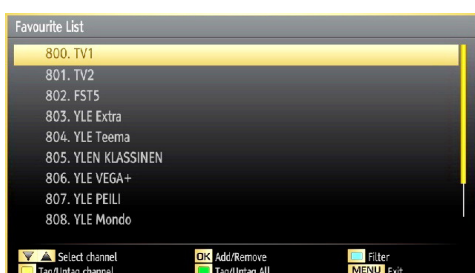 Favourite List
800. TV1
801. TV2
802. FST5
803. YLE Extra
804. YLE Teema
805. YLEN KLASSINEN
806. YLE VEGA+
807. YLE PEILI
808. YLE Mondo
Select channel OK Add/Remove Filter
Tag/Untag channel Tag/Untag All MENU Exit